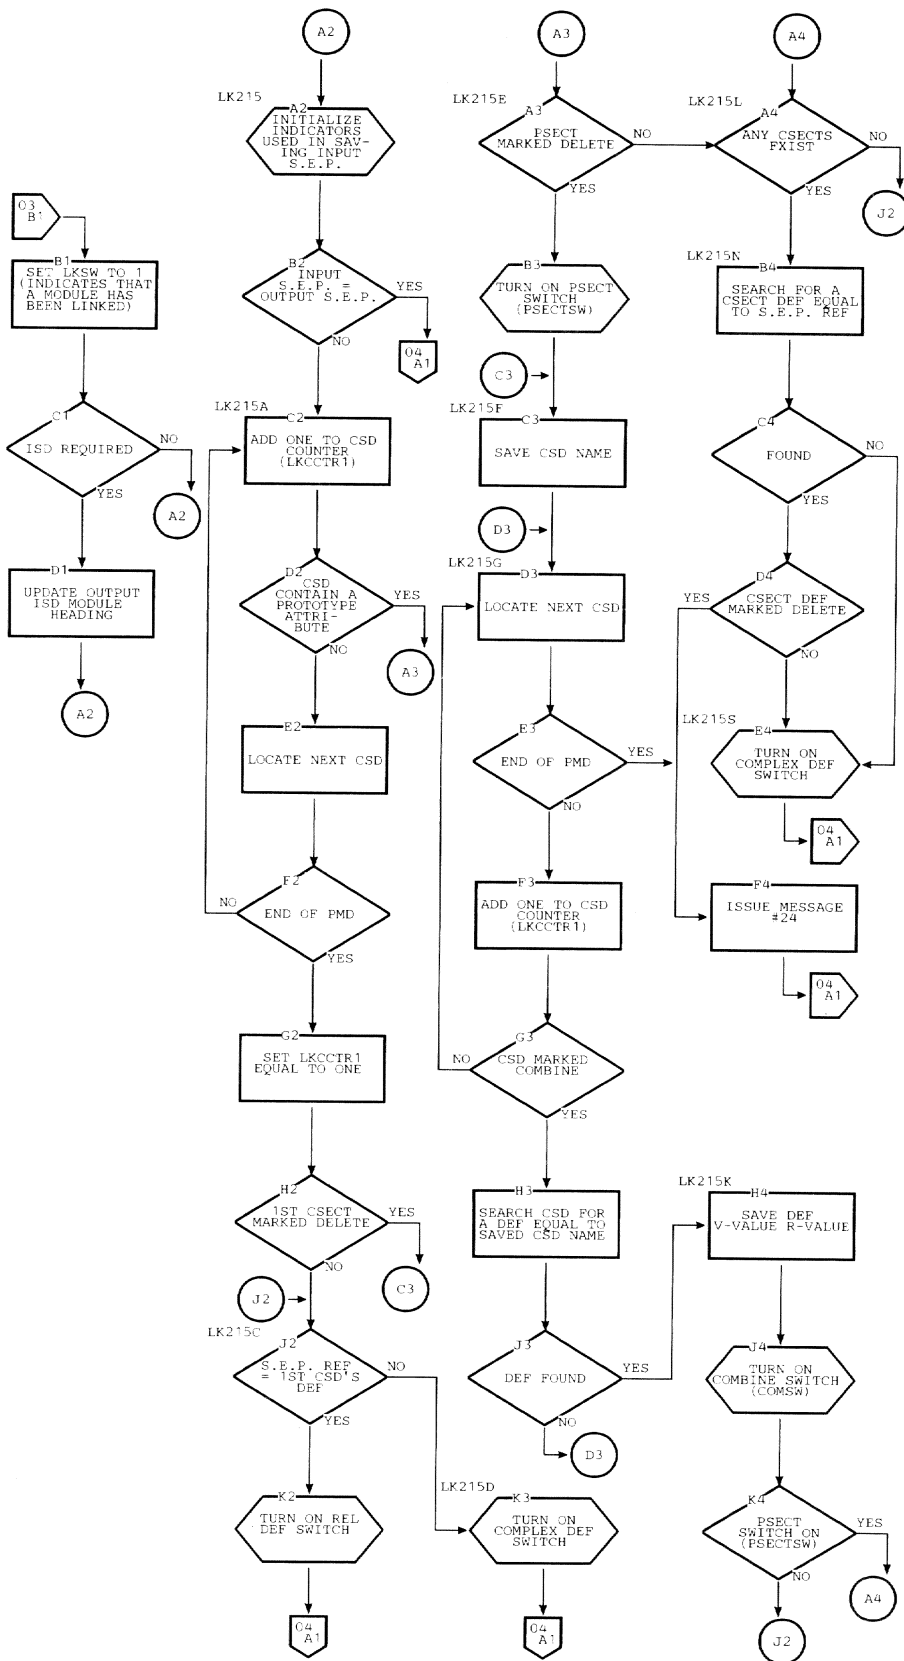 A2
LK215
A2
INITIALIZE
INDICATORS
USED IN SAV-
ING INPUT
S.E.P.
03
B1
B1
SET LKSW TO 1
(INDICATES THAT
A MODULE HAS
BEEN LINKED)
C1
ISD REQUIRED
NO
YES
A2
D1
UPDATE OUTPUT
ISD MODULE
HEADING
A2
B2
INPUT
S.E.P. =
OUTPUT S.E.P.
YES
NO
04
A1
LK215A
C2
ADD ONE TO CSD
COUNTER
(LKCCTR1)
D2
CSD
CONTAIN A
PROTOTYPE
ATTRI-
BUTE
YES
NO
A3
E2
LOCATE NEXT CSD
F2
NO
END OF PMD
YES
G2
SET LKCCTR1
EQUAL TO ONE
H2
1ST CSECT
MARKED DELETE
YES
NO
C3
J2
LK215C
J2
S.E.P. REF
= 1ST CSD'S
DEF
NO
YES
K2
TURN ON REL
DEF SWITCH
04
A1
A3
LK215E
A3
PSECT
MARKED DELETE
NO
YES
B3
TURN ON PSECT
SWITCH
(PSECTSW)
C3
LK215F
C3
SAVE CSD NAME
D3
LK215G
D3
LOCATE NEXT CSD
E3
END OF PMD
YES
NO
F3
ADD ONE TO CSD
COUNTER
(LKCCTR1)
G3
NO
CSD MARKED
COMBINE
YES
H3
SEARCH CSD FOR
A DEF EQUAL TO
SAVED CSD NAME
J3
DEF FOUND
YES
NO
D3
LK215D
K3
TURN ON
COMPLEX DEF
SWITCH
04
A1
A4
LK215L
A4
ANY CSECTS
FXIST
NO
YES
J2
LK215N
B4
SEARCH FOR A
CSECT DEF EQUAL
TO S.E.P. REF
C4
FOUND
NO
YES
D4
YES
CSECT DEF
MARKED DELETE
NO
LK215S
E4
TURN ON
COMPLEX DEF
SWITCH
04
A1
F4
ISSUE MESSAGE
#24
04
A1
LK215K
H4
SAVE DEF
V-VALUE R-VALUE
J4
TURN ON
COMBINE SWITCH
(COMSW)
K4
PSECT
SWITCH ON
(PSECTSW)
YES
NO
A4
J2